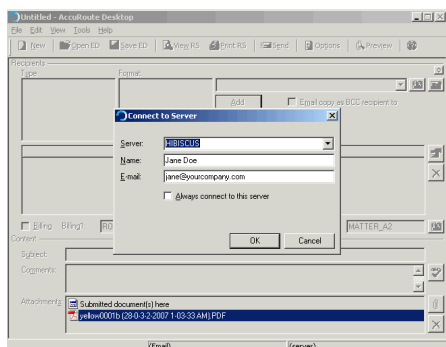 Untitled - AccuRoute Desktop
File Edit View Tools Help
New Open ED Save ED View RS Print RS Send Options Preview
Recipients
Type Format
Add Email copy as BCC recipient to
Connect to Server
Server: HIBISCUS
Name: Jane Doe
E-mail: jane@yourcompany.com
Always connect to this server
OK Cancel
Billing Billing1: RO MATTER_A2
Content
Subject:
Comments:
Attachments: Submitted document(s) here
yellow0001b (28-0-3-2-2007 1-03-33 AM).PDF
(Email) (server)